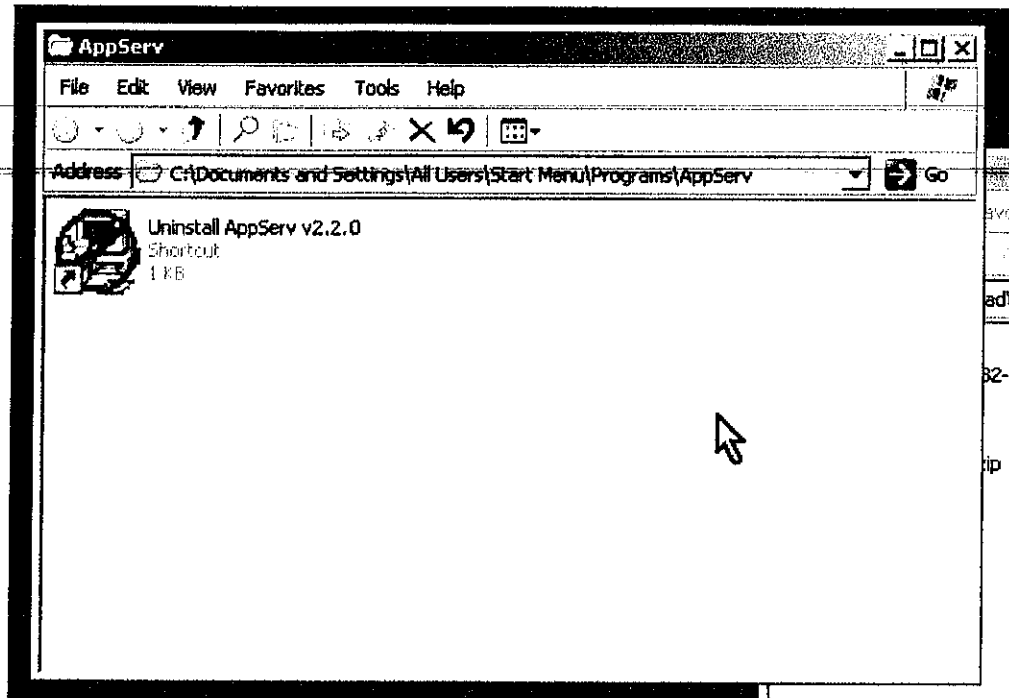 AppServ
File Edit View Favorites Tools Help
Address C:\Documents and Settings\All Users\Start Menu\Programs\AppServ Go
Uninstall AppServ v2.2.0
Shortcut
1 KB
ave
ad\
32-
zip